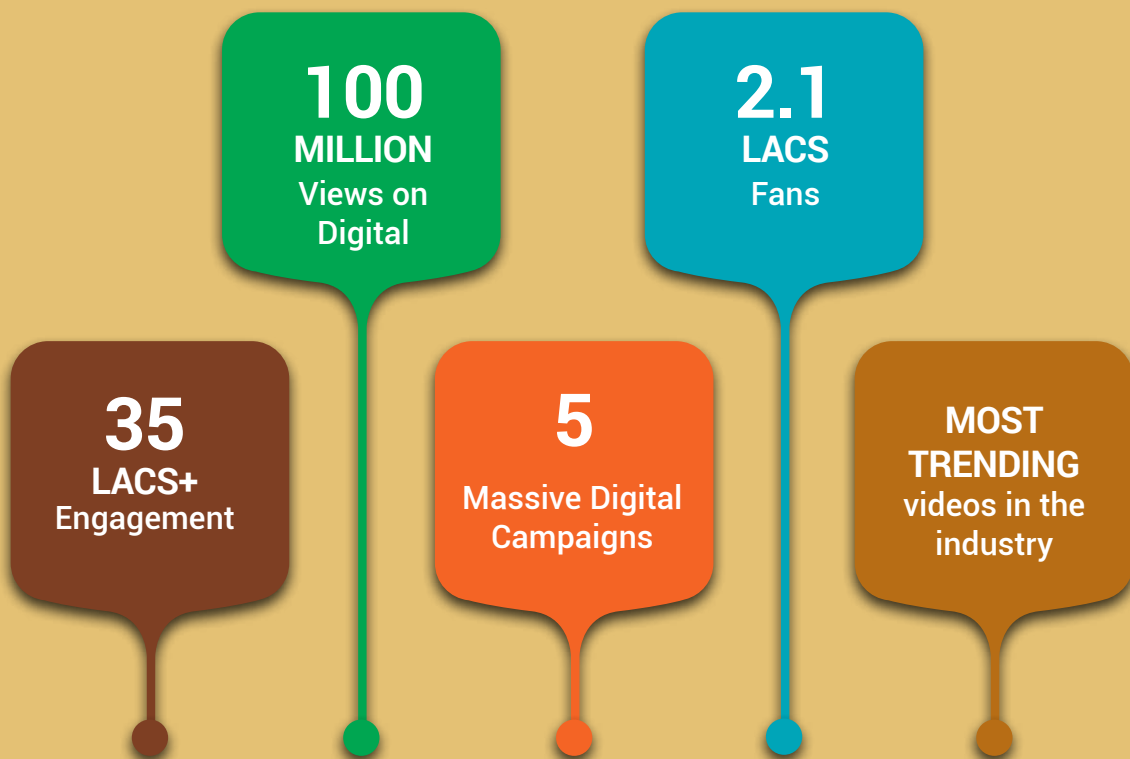 100
MILLION
Views on
Digital
2.1
LACS
Fans
35
LACS+
Engagement
5
Massive Digital
Campaigns
MOST
TRENDING
videos in the
industry